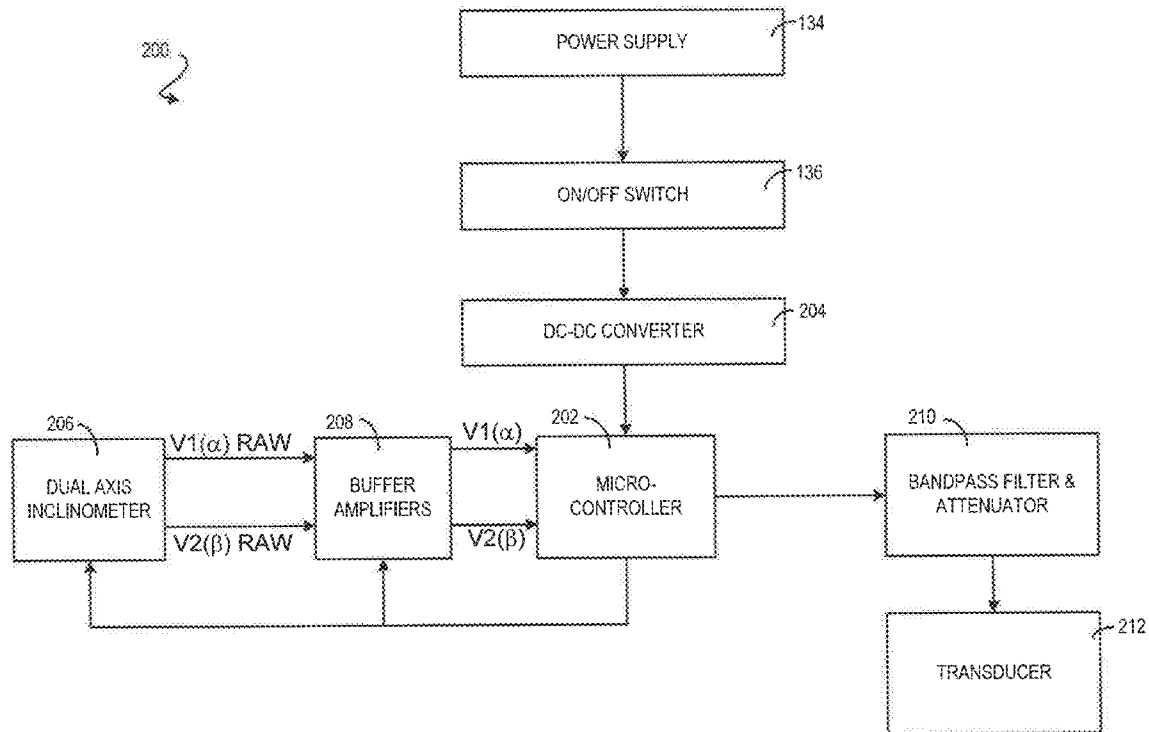 200
134
POWER SUPPLY
136
ON/OFF SWITCH
204
DC-DC CONVERTER
206
V1(α) RAW
208
V1(α)
202
210
DUAL AXIS
INCLINOMETER
BUFFER
AMPLIFIERS
MICRO-
CONTROLLER
BANDPASS FILTER &
ATTENUATOR
V2(β) RAW
V2(β)
212
TRANSDUCER